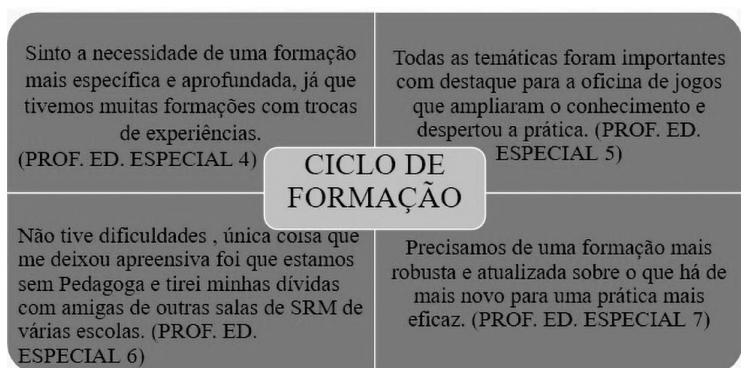 Sinto a necessidade de uma formação
mais específica e aprofundada, já que
tivemos muitas formações com trocas
de experiências.
(PROF. ED. ESPECIAL 4)
Todas as temáticas foram importantes
com destaque para a oficina de jogos
que ampliaram o conhecimento e
despertou a prática. (PROF. ED.
ESPECIAL 5)
CICLO DE
FORMAÇÃO
Não tive dificuldades , única coisa que
me deixou apreensiva foi que estamos
sem Pedagoga e tirei minhas dívidas
com amigas de outras salas de SRM de
várias escolas. (PROF. ED.
ESPECIAL 6)
Precisamos de uma formação mais
robusta e atualizada sobre o que há de
mais novo para uma prática mais
eficaz. (PROF. ED. ESPECIAL 7)